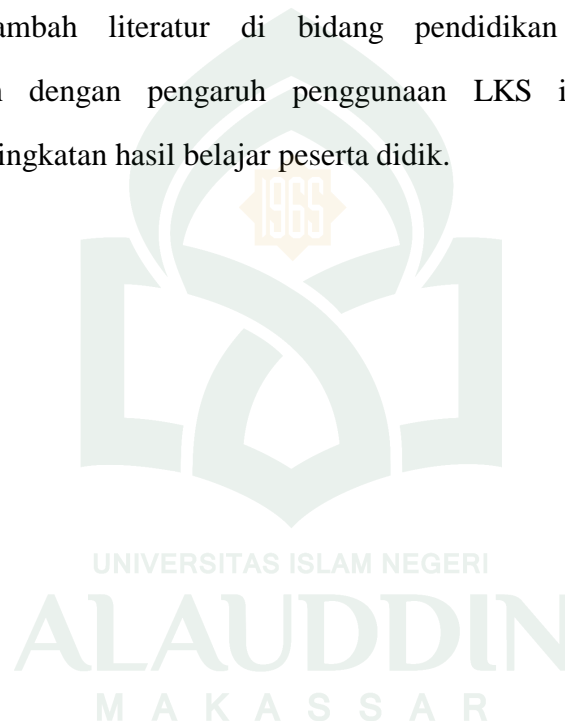 ambah literatur di bidang pendidikan
dengan pengaruh penggunaan LKS i
ingkatan hasil belajar peserta didik.
1965
UNIVERSITAS ISLAM NEGERI
ALAUDDIN
MAKASSAR